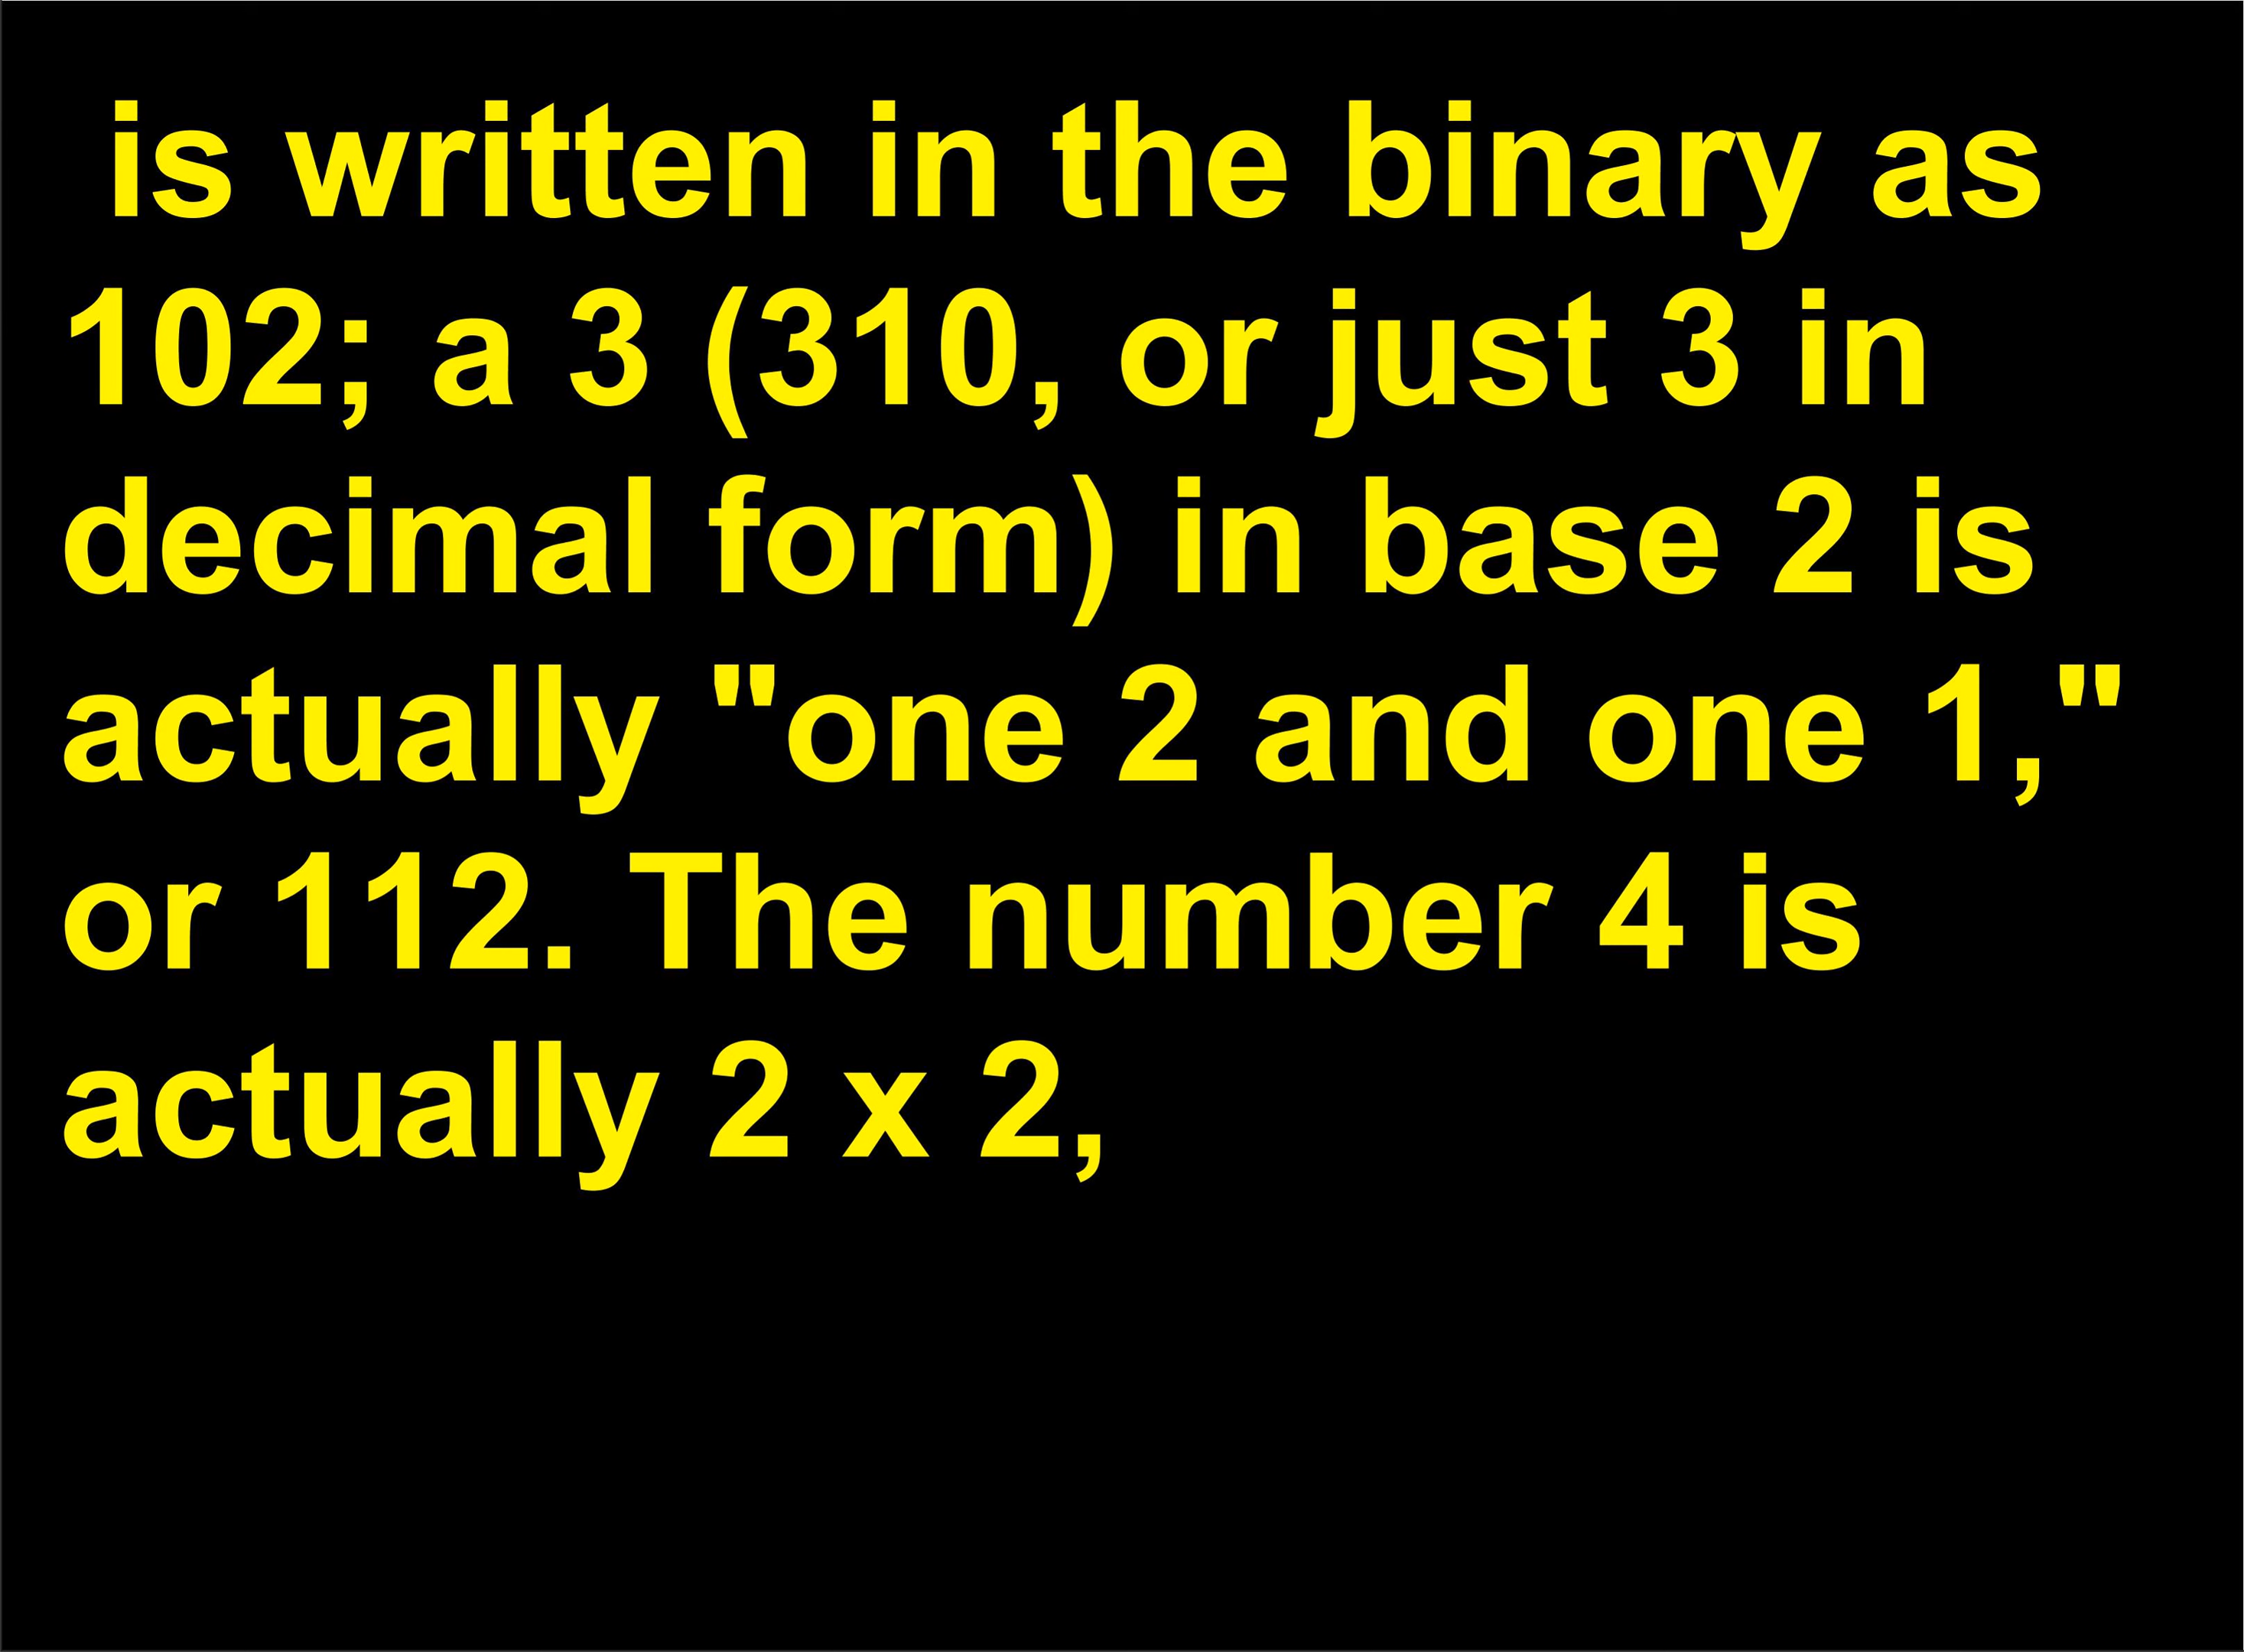 is written in the binary as
102; a 3 (310, or just 3 in
decimal form) in base 2 is
actually "one 2 and one 1,"
or 112. The number 4 is
actually 2 x 2,